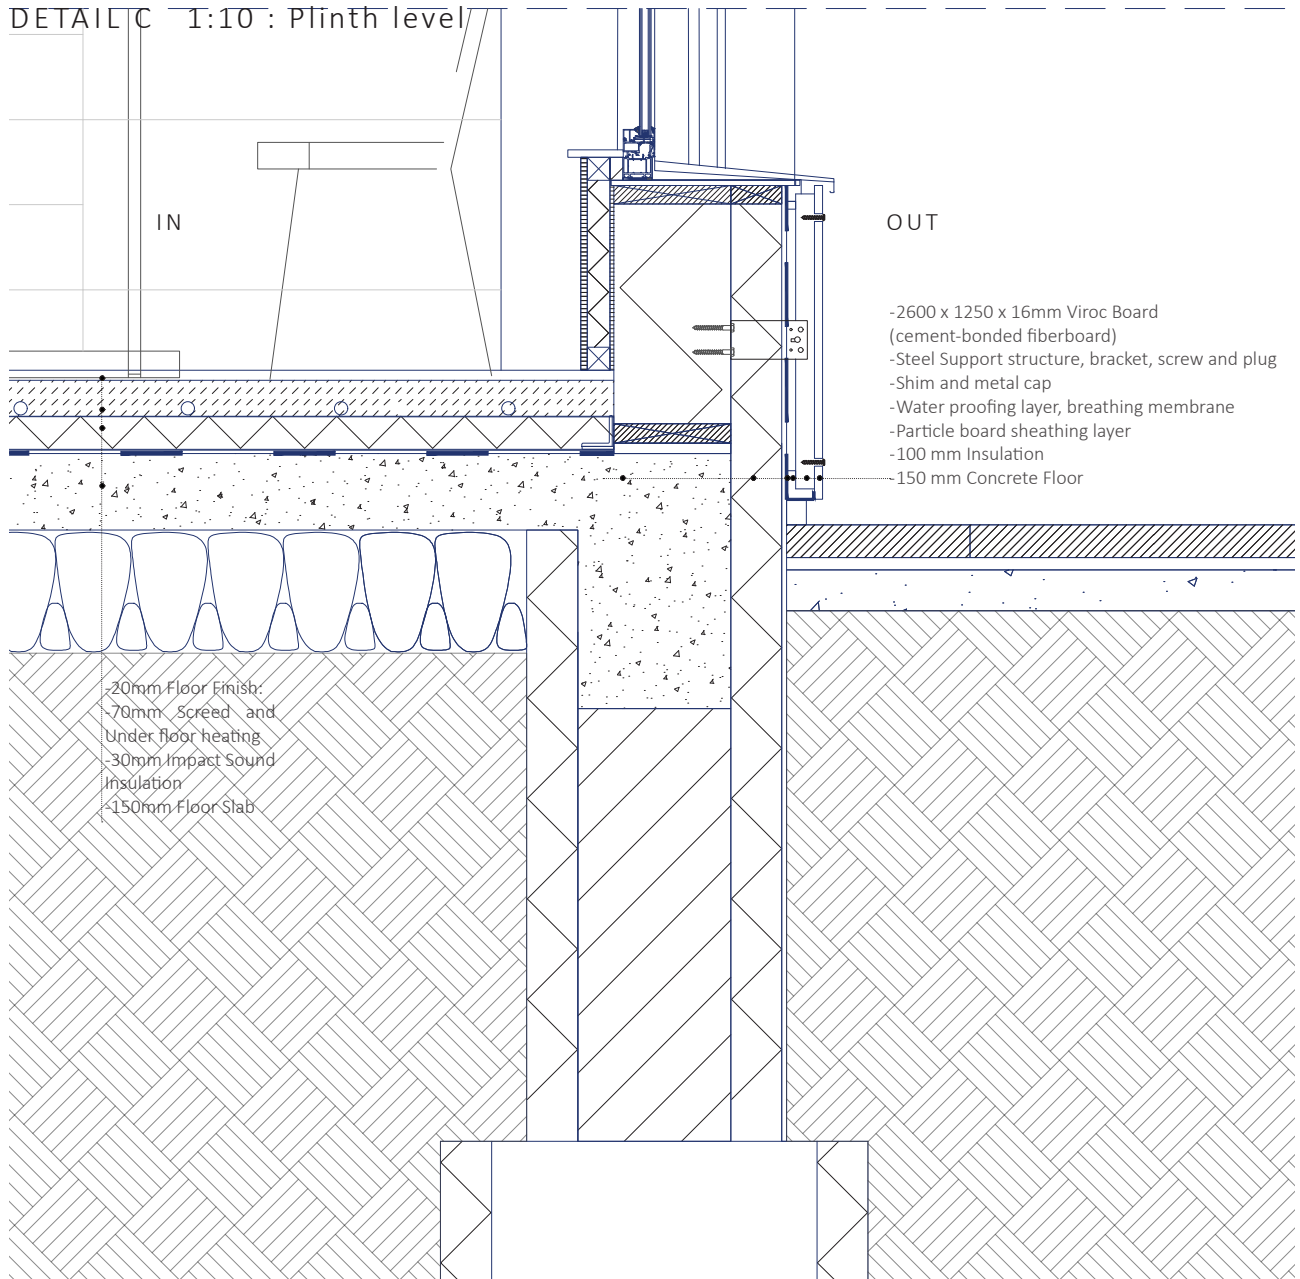 DETAIL C 1:10 : Plinth level
IN
OUT
-2600 x 1250 x 16mm Viroc Board
(cement-bonded fiberboard)
-Steel Support structure, bracket, screw and plug
-Shim and metal cap
-Water proofing layer, breathing membrane
-Particle board sheathing layer
-100 mm Insulation
-150 mm Concrete Floor
-20mm Floor Finish:
-70mm Screed and
Under floor heating
-30mm Impact Sound
Insulation
-150mm Floor Slab